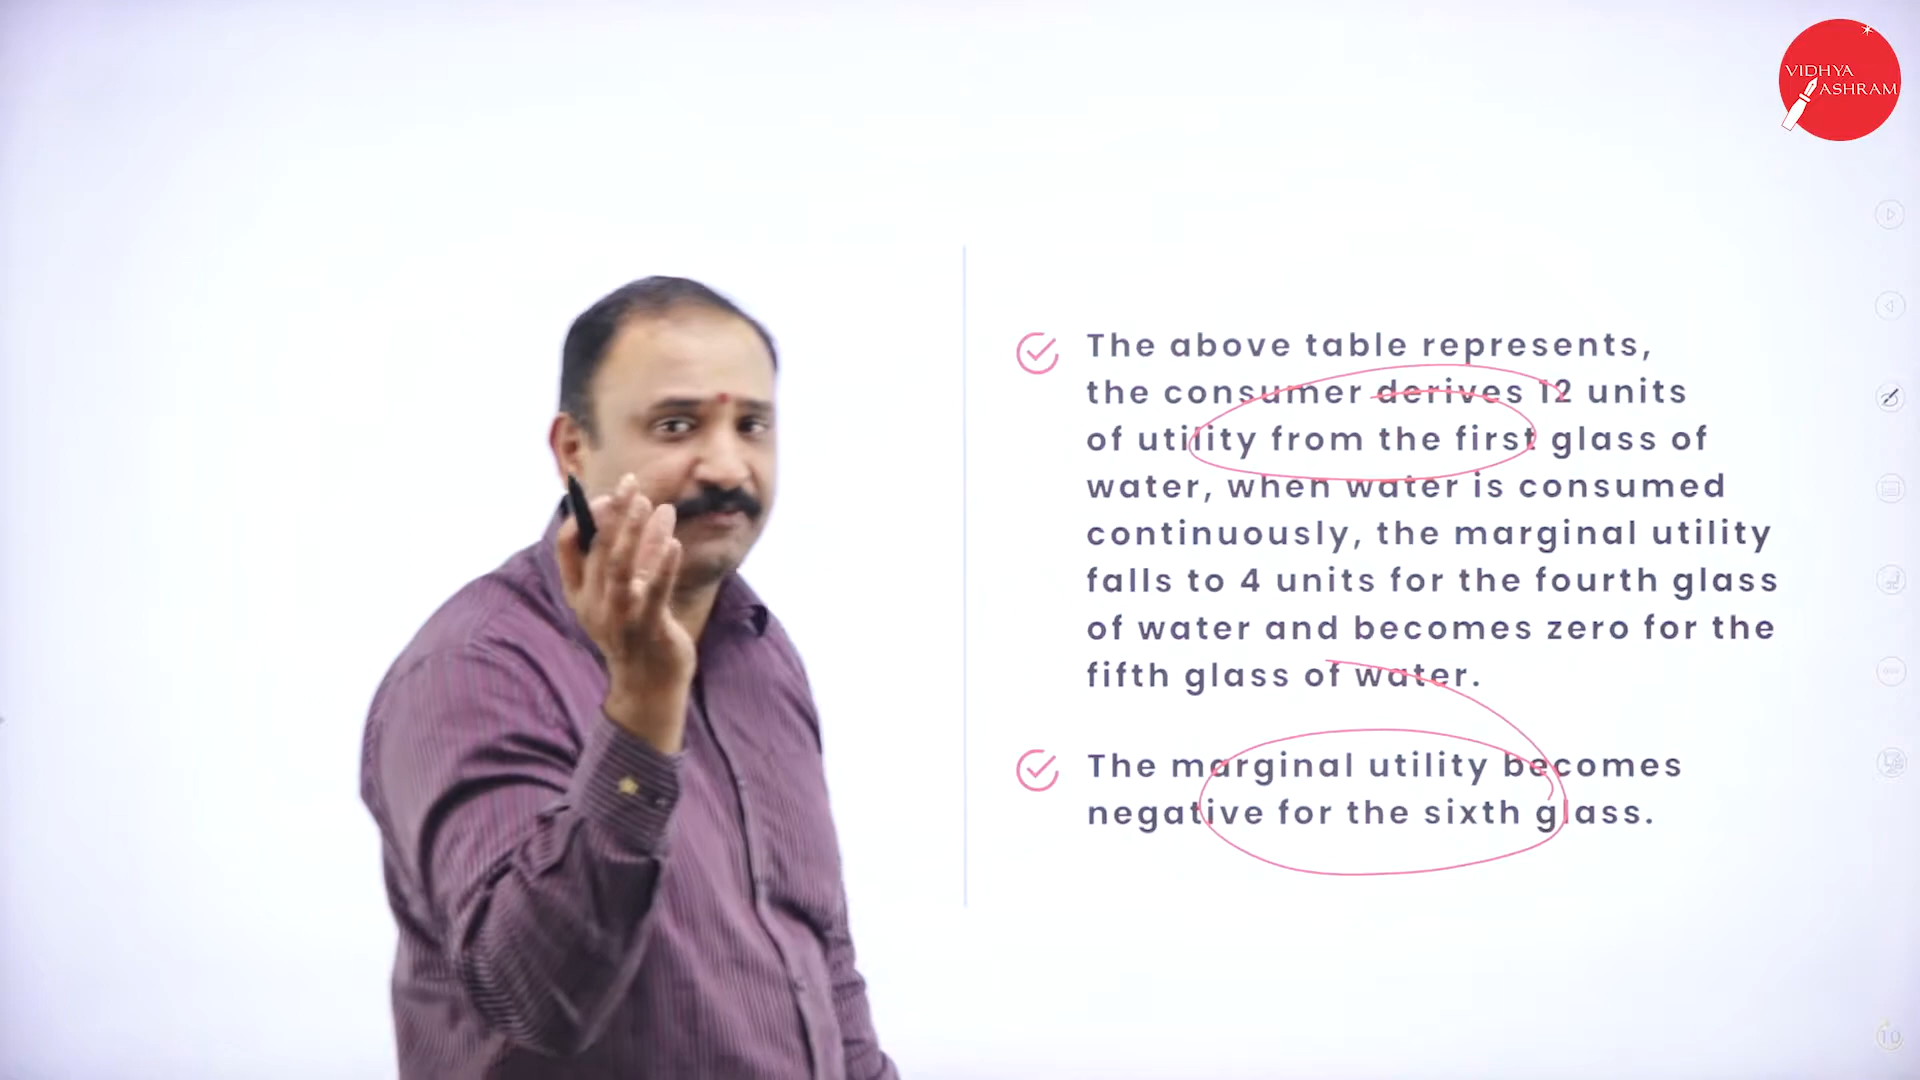 VIDHYA
ASHRAM
The above table represents,
the consumer derives 12 units
of utility from the first glass of
water, when water is consumed
continuously, the marginal utility
falls to 4 units for the fourth glass
of water and becomes zero for the
fifth glass of water.
The marginal utility becomes
negative for the sixth glass.
10